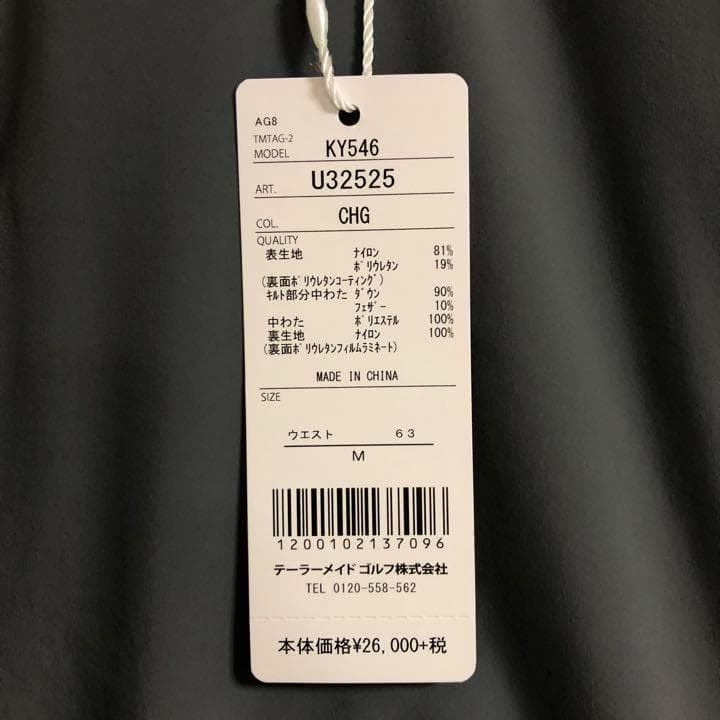 AG8
TMTAG-2
MODEL KY546
ART. U32525
COL. CHG
QUALITY
表生地 ﾅｲﾛﾝ 81%
ﾎﾟﾘｳﾚﾀﾝ 19%
(裏面ﾎﾟﾘｳﾚﾀﾝｺｰﾃｨﾝｸﾞ)
ｷﾙﾄ部分中わた ﾀﾞｳﾝ 90%
ﾌｪｻﾞｰ 10%
中わた ﾎﾟﾘｴｽﾃﾙ 100%
裏生地 ﾅｲﾛﾝ 100%
(裏面ﾎﾟﾘｳﾚﾀﾝﾌｨﾙﾑﾗﾐﾈｰﾄ)
MADE IN CHINA
SIZE
ウエスト ６３
M
1200102137096
テーラーメイド ゴルフ株式会社
TEL 0120-558-562
本体価格¥26,000+税